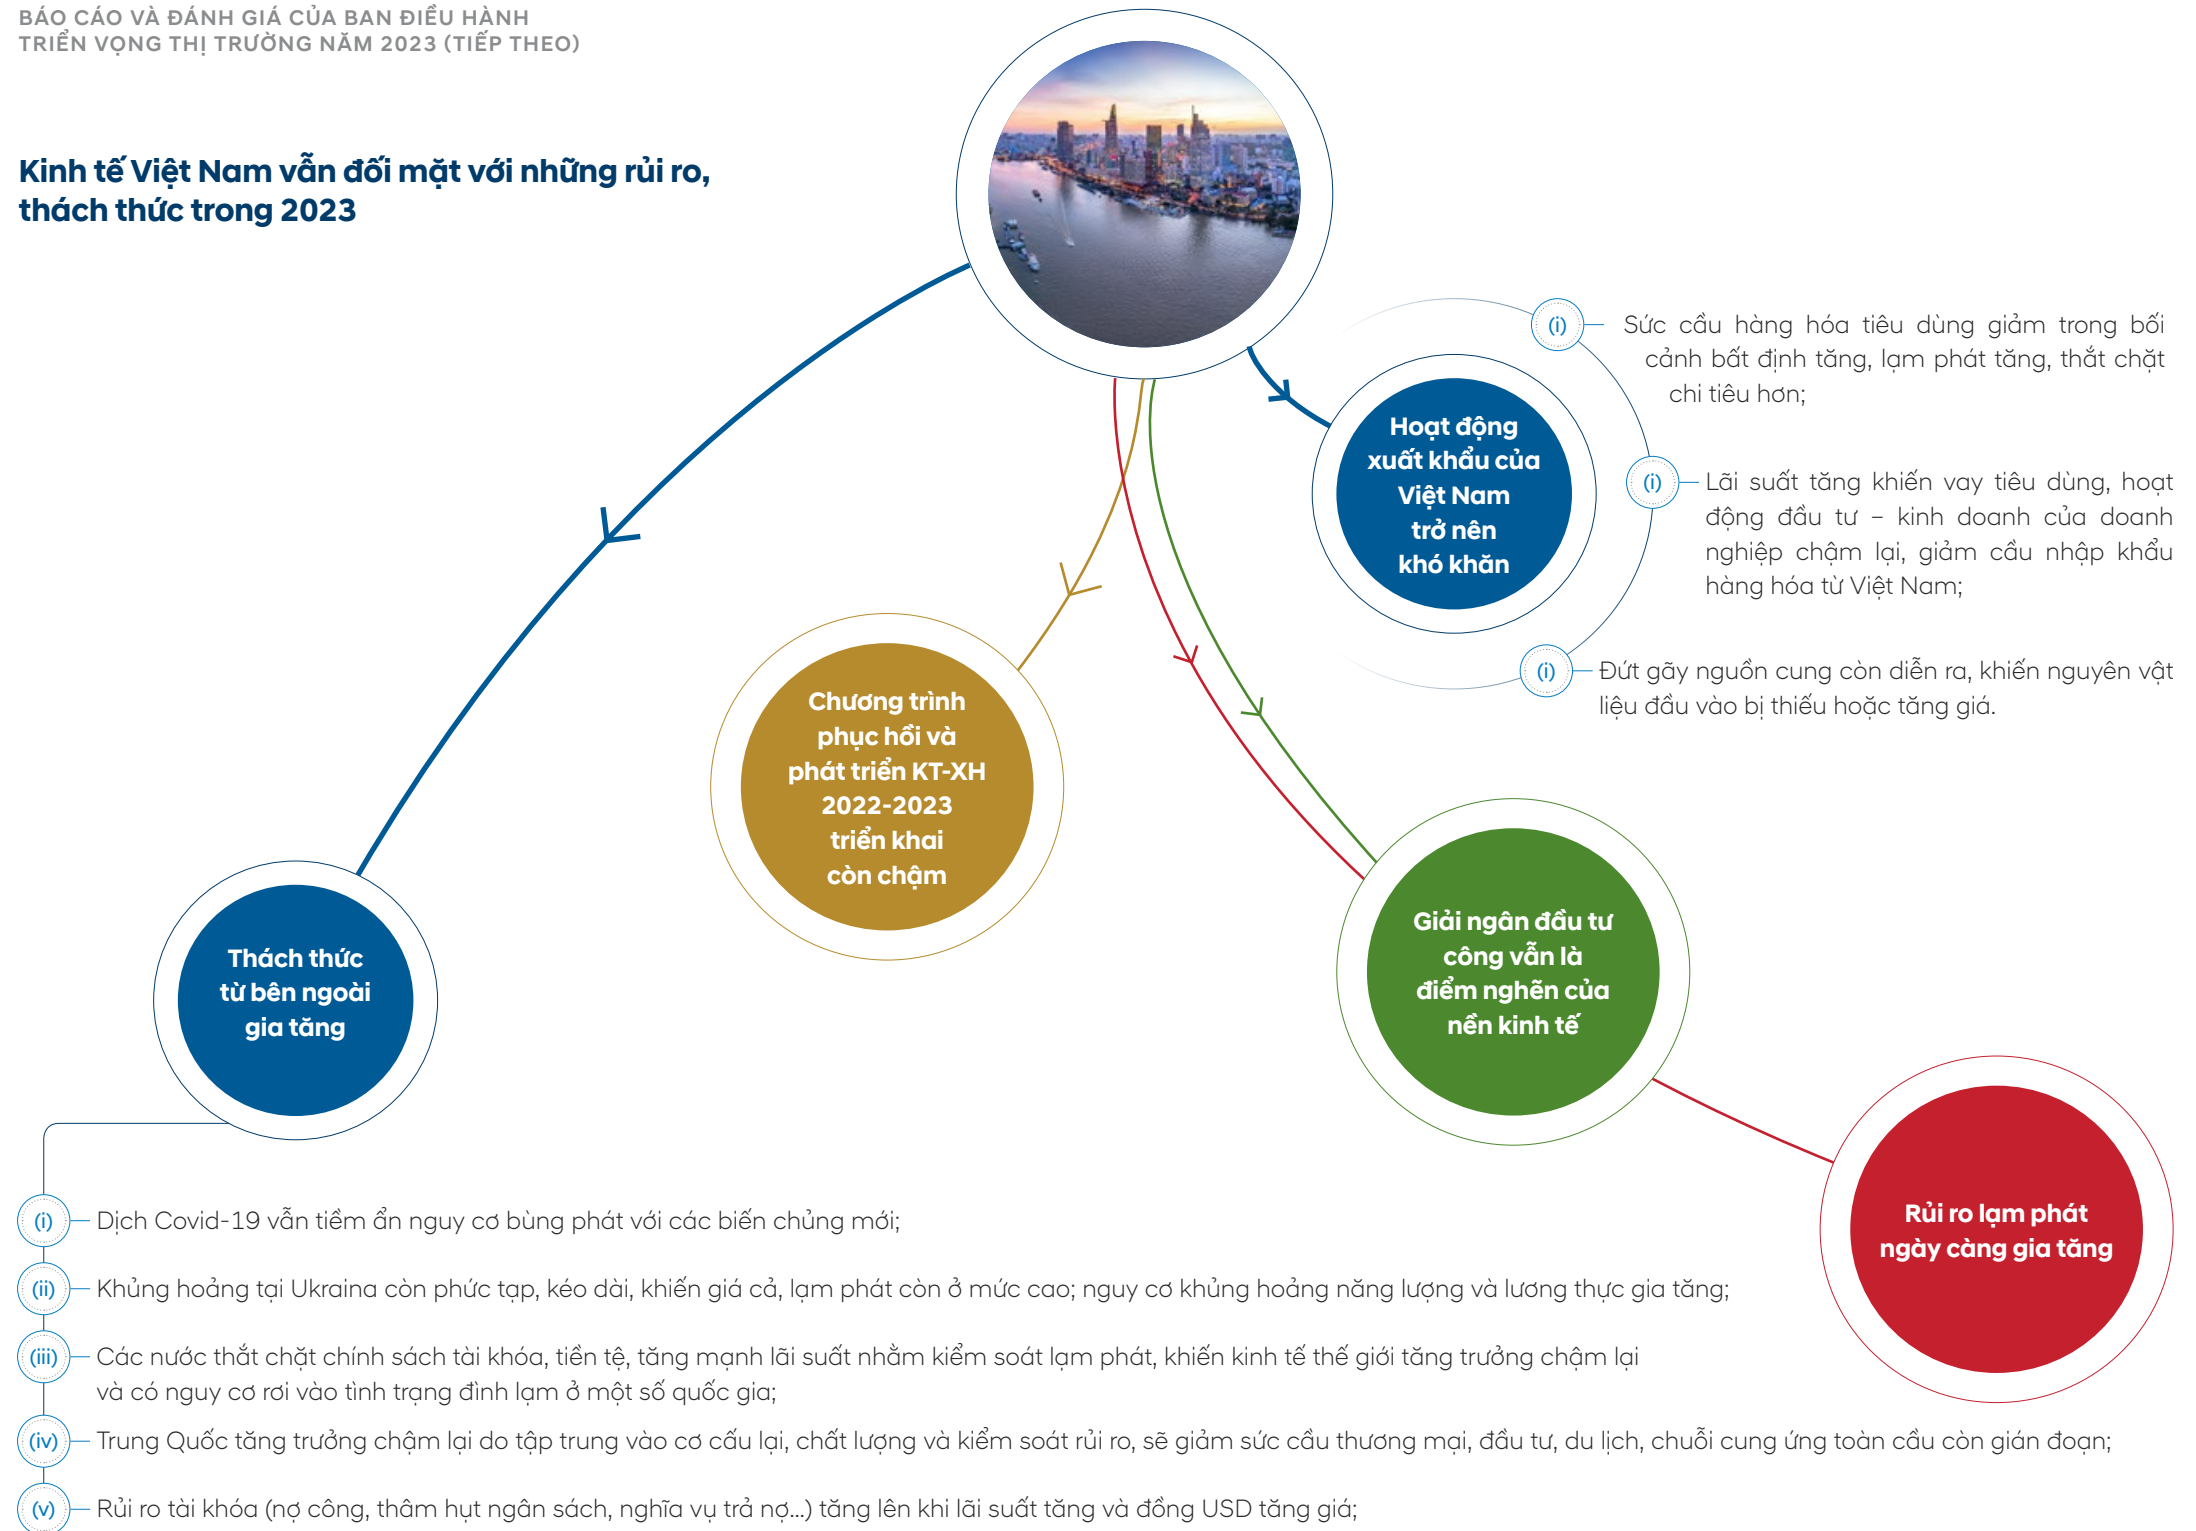 BÁO CÁO VÀ ĐÁNH GIÁ CỦA BAN ĐIỀU HÀNH
TRIỂN VỌNG THỊ TRƯỜNG NĂM 2023 (TIẾP THEO)
Kinh tế Việt Nam vẫn đối mặt với những rủi ro,
thách thức trong 2023
Hoạt động
xuất khẩu của
Việt Nam
trở nên
khó khăn
(i)
Sức cầu hàng hóa tiêu dùng giảm trong bối
cảnh bất định tăng, lạm phát tăng, thắt chặt
chi tiêu hơn;
(i)
Lãi suất tăng khiến vay tiêu dùng, hoạt
động đầu tư – kinh doanh của doanh
nghiệp chậm lại, giảm cầu nhập khẩu
hàng hóa từ Việt Nam;
(i)
Đứt gãy nguồn cung còn diễn ra, khiến nguyên vật
liệu đầu vào bị thiếu hoặc tăng giá.
Chương trình
phục hồi và
phát triển KT-XH
2022-2023
triển khai
còn chậm
Giải ngân đầu tư
công vẫn là
điểm nghẽn của
nền kinh tế
Thách thức
từ bên ngoài
gia tăng
Rủi ro lạm phát
ngày càng gia tăng
(i) Dịch Covid-19 vẫn tiềm ẩn nguy cơ bùng phát với các biến chủng mới;
(ii) Khủng hoảng tại Ukraina còn phức tạp, kéo dài, khiến giá cả, lạm phát còn ở mức cao; nguy cơ khủng hoảng năng lượng và lương thực gia tăng;
(iii) Các nước thắt chặt chính sách tài khóa, tiền tệ, tăng mạnh lãi suất nhằm kiểm soát lạm phát, khiến kinh tế thế giới tăng trưởng chậm lại
và có nguy cơ rơi vào tình trạng đình lạm ở một số quốc gia;
(iv) Trung Quốc tăng trưởng chậm lại do tập trung vào cơ cấu lại, chất lượng và kiểm soát rủi ro, sẽ giảm sức cầu thương mại, đầu tư, du lịch, chuỗi cung ứng toàn cầu còn gián đoạn;
(v) Rủi ro tài khóa (nợ công, thâm hụt ngân sách, nghĩa vụ trả nợ...) tăng lên khi lãi suất tăng và đồng USD tăng giá;